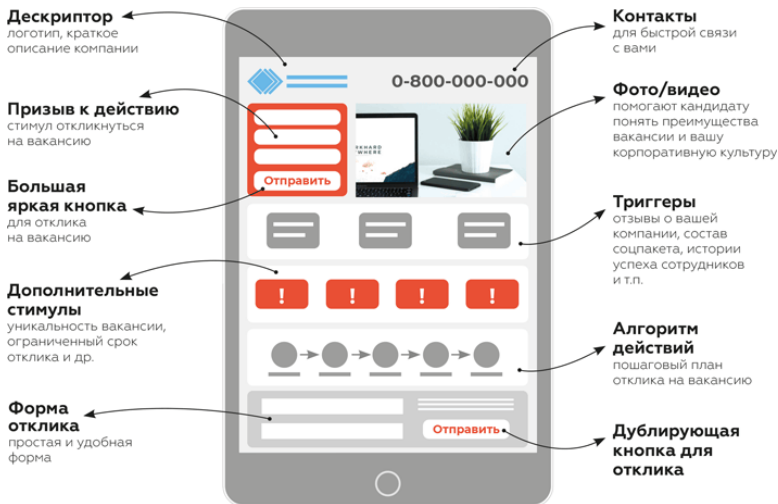 Дескриптор
логотип, краткое
описание компании
Призыв к действию
стимул откликнуться
на вакансию
Большая
яркая кнопка
для отклика
на вакансию
Дополнительные
стимулы
уникальность вакансии,
ограниченный срок
отклика и др.
Форма
отклика
простая и удобная
форма
0-800-000-000
Отправить
WHERE
!
!
!
!
Отправить
Контакты
для быстрой связи
с вами
Фото/видео
помогают кандидату
понять преимущества
вакансии и вашу
корпоративную культуру
Триггеры
отзывы о вашей
компании, состав
соцпакета, истории
успеха сотрудников
и т.п.
Алгоритм
действий
пошаговый план
отклика на вакансию
Дублирующая
кнопка для
отклика